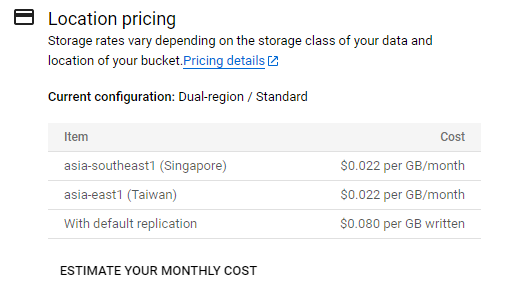 Location pricing
Storage rates vary depending on the storage class of your data and
location of your bucket.Pricing details
Current configuration: Dual-region / Standard
Item Cost
asia-southeast1 (Singapore) $0.022 per GB/month
asia-east1 (Taiwan) $0.022 per GB/month
With default replication $0.080 per GB written
ESTIMATE YOUR MONTHLY COST